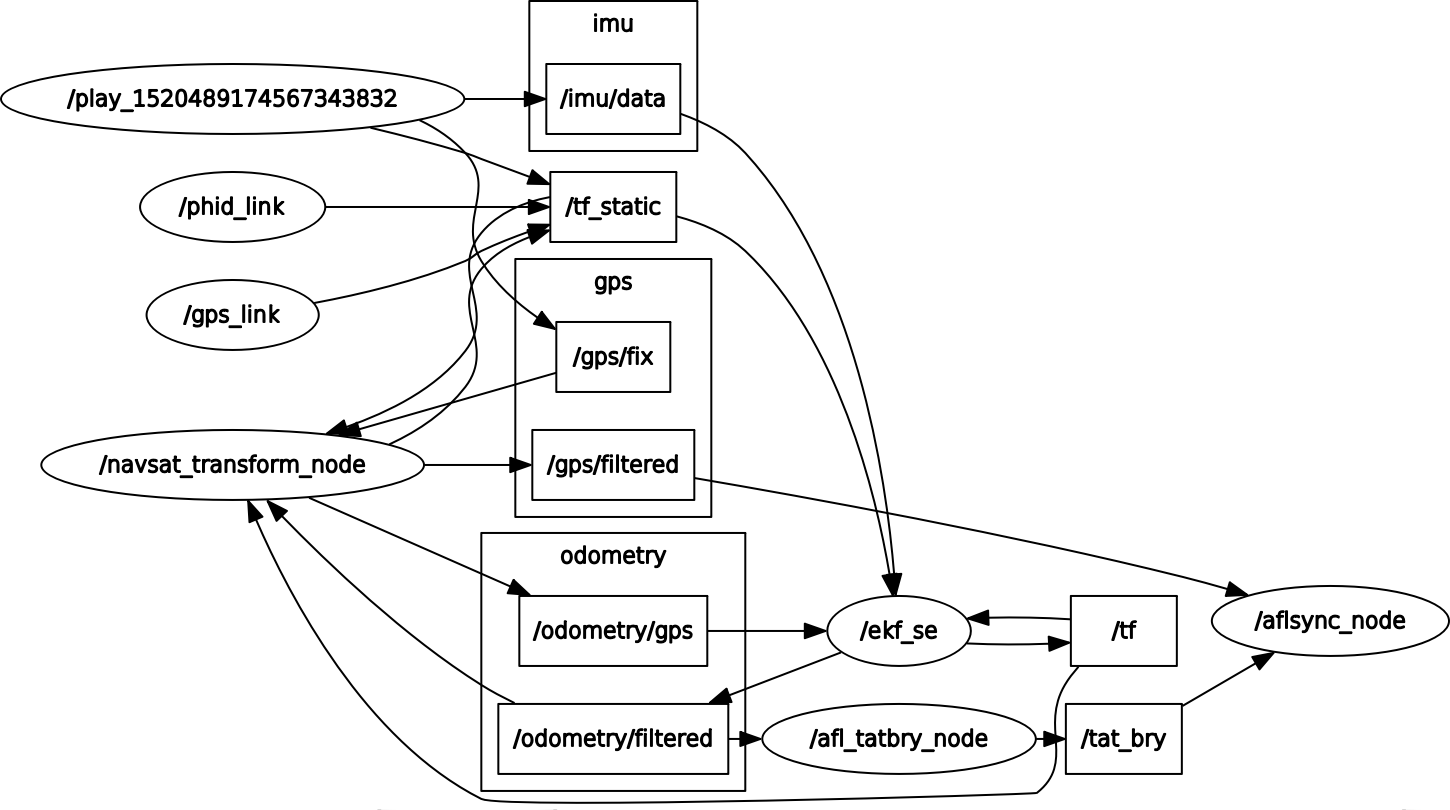 imu
/play_1520489174567343832
/imu/data
/phid_link
/tf_static
/gps_link
gps
/gps/fix
/navsat_transform_node
/gps/filtered
odometry
/odometry/gps
/ekf_se
/tf
/aflsync_node
/odometry/filtered
/afl_tatbry_node
/tat_bry